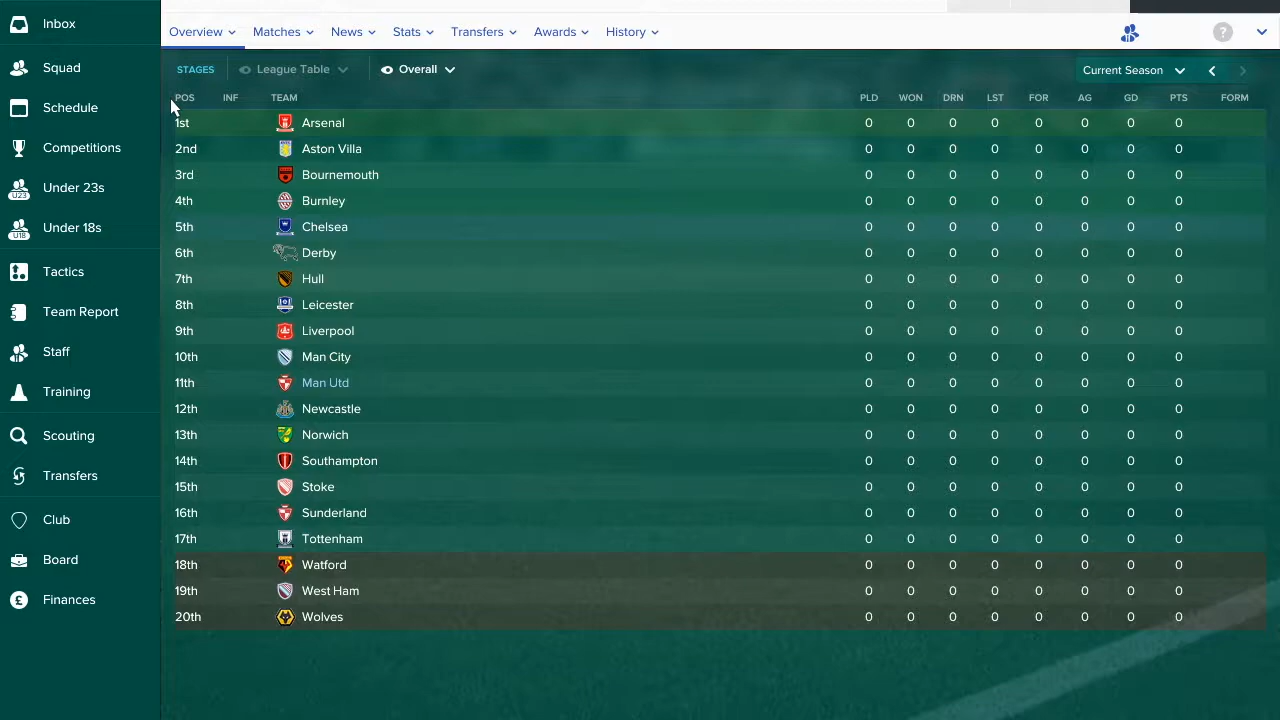 Inbox
Squad
Schedule
Competitions
Under 23s
U23
Under 18s
U18
Tactics
Team Report
Staff
Training
Scouting
Transfers
Club
Board
£ Finances
Overview Matches News Stats Transfers Awards History ?
STAGES League Table Overall Current Season
POS INF TEAM PLD WON DRN LST FOR AG GD PTS FORM
1st Arsenal 0 0 0 0 0 0 0 0
2nd Aston Villa 0 0 0 0 0 0 0 0
3rd Bournemouth 0 0 0 0 0 0 0 0
4th Burnley 0 0 0 0 0 0 0 0
5th Chelsea 0 0 0 0 0 0 0 0
6th Derby 0 0 0 0 0 0 0 0
7th Hull 0 0 0 0 0 0 0 0
8th Leicester 0 0 0 0 0 0 0 0
9th Liverpool 0 0 0 0 0 0 0 0
10th Man City 0 0 0 0 0 0 0 0
11th Man Utd 0 0 0 0 0 0 0 0
12th Newcastle 0 0 0 0 0 0 0 0
13th Norwich 0 0 0 0 0 0 0 0
14th Southampton 0 0 0 0 0 0 0 0
15th Stoke 0 0 0 0 0 0 0 0
16th Sunderland 0 0 0 0 0 0 0 0
17th Tottenham 0 0 0 0 0 0 0 0
18th Watford 0 0 0 0 0 0 0 0
19th West Ham 0 0 0 0 0 0 0 0
20th Wolves 0 0 0 0 0 0 0 0